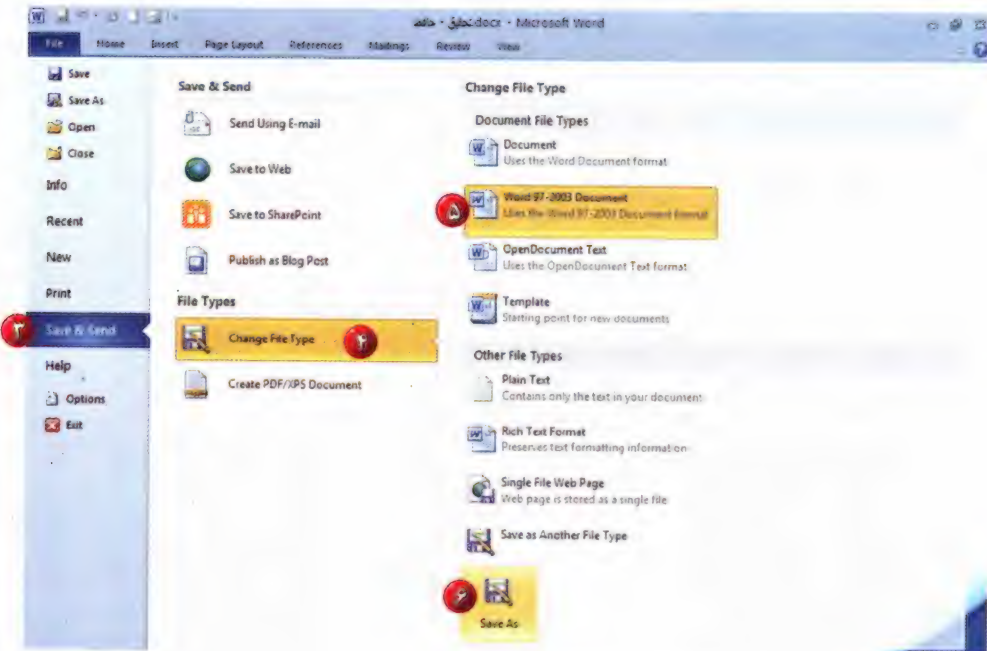 تحقیق - حافظ.docx - Microsoft Word
File Home Insert Page Layout References Mailings Review View
Save
Save As
Open
Close
Info
Recent
New
Print
۳ Save & Send
Help
Options
Exit
Save & Send
Send Using E-mail
Save to Web
Save to SharePoint
Publish as Blog Post
File Types
Change File Type ۴
Create PDF/XPS Document
Change File Type
Document File Types
Document
Uses the Word Document format
۵ Word 97-2003 Document
Uses the Word 97-2003 Document format
OpenDocument Text
Uses the OpenDocument Text format
Template
Starting point for new documents
Other File Types
Plain Text
Contains only the text in your document
Rich Text Format
Preserves text formatting information
Single File Web Page
Web page is stored as a single file
Save as Another File Type
۶
Save As